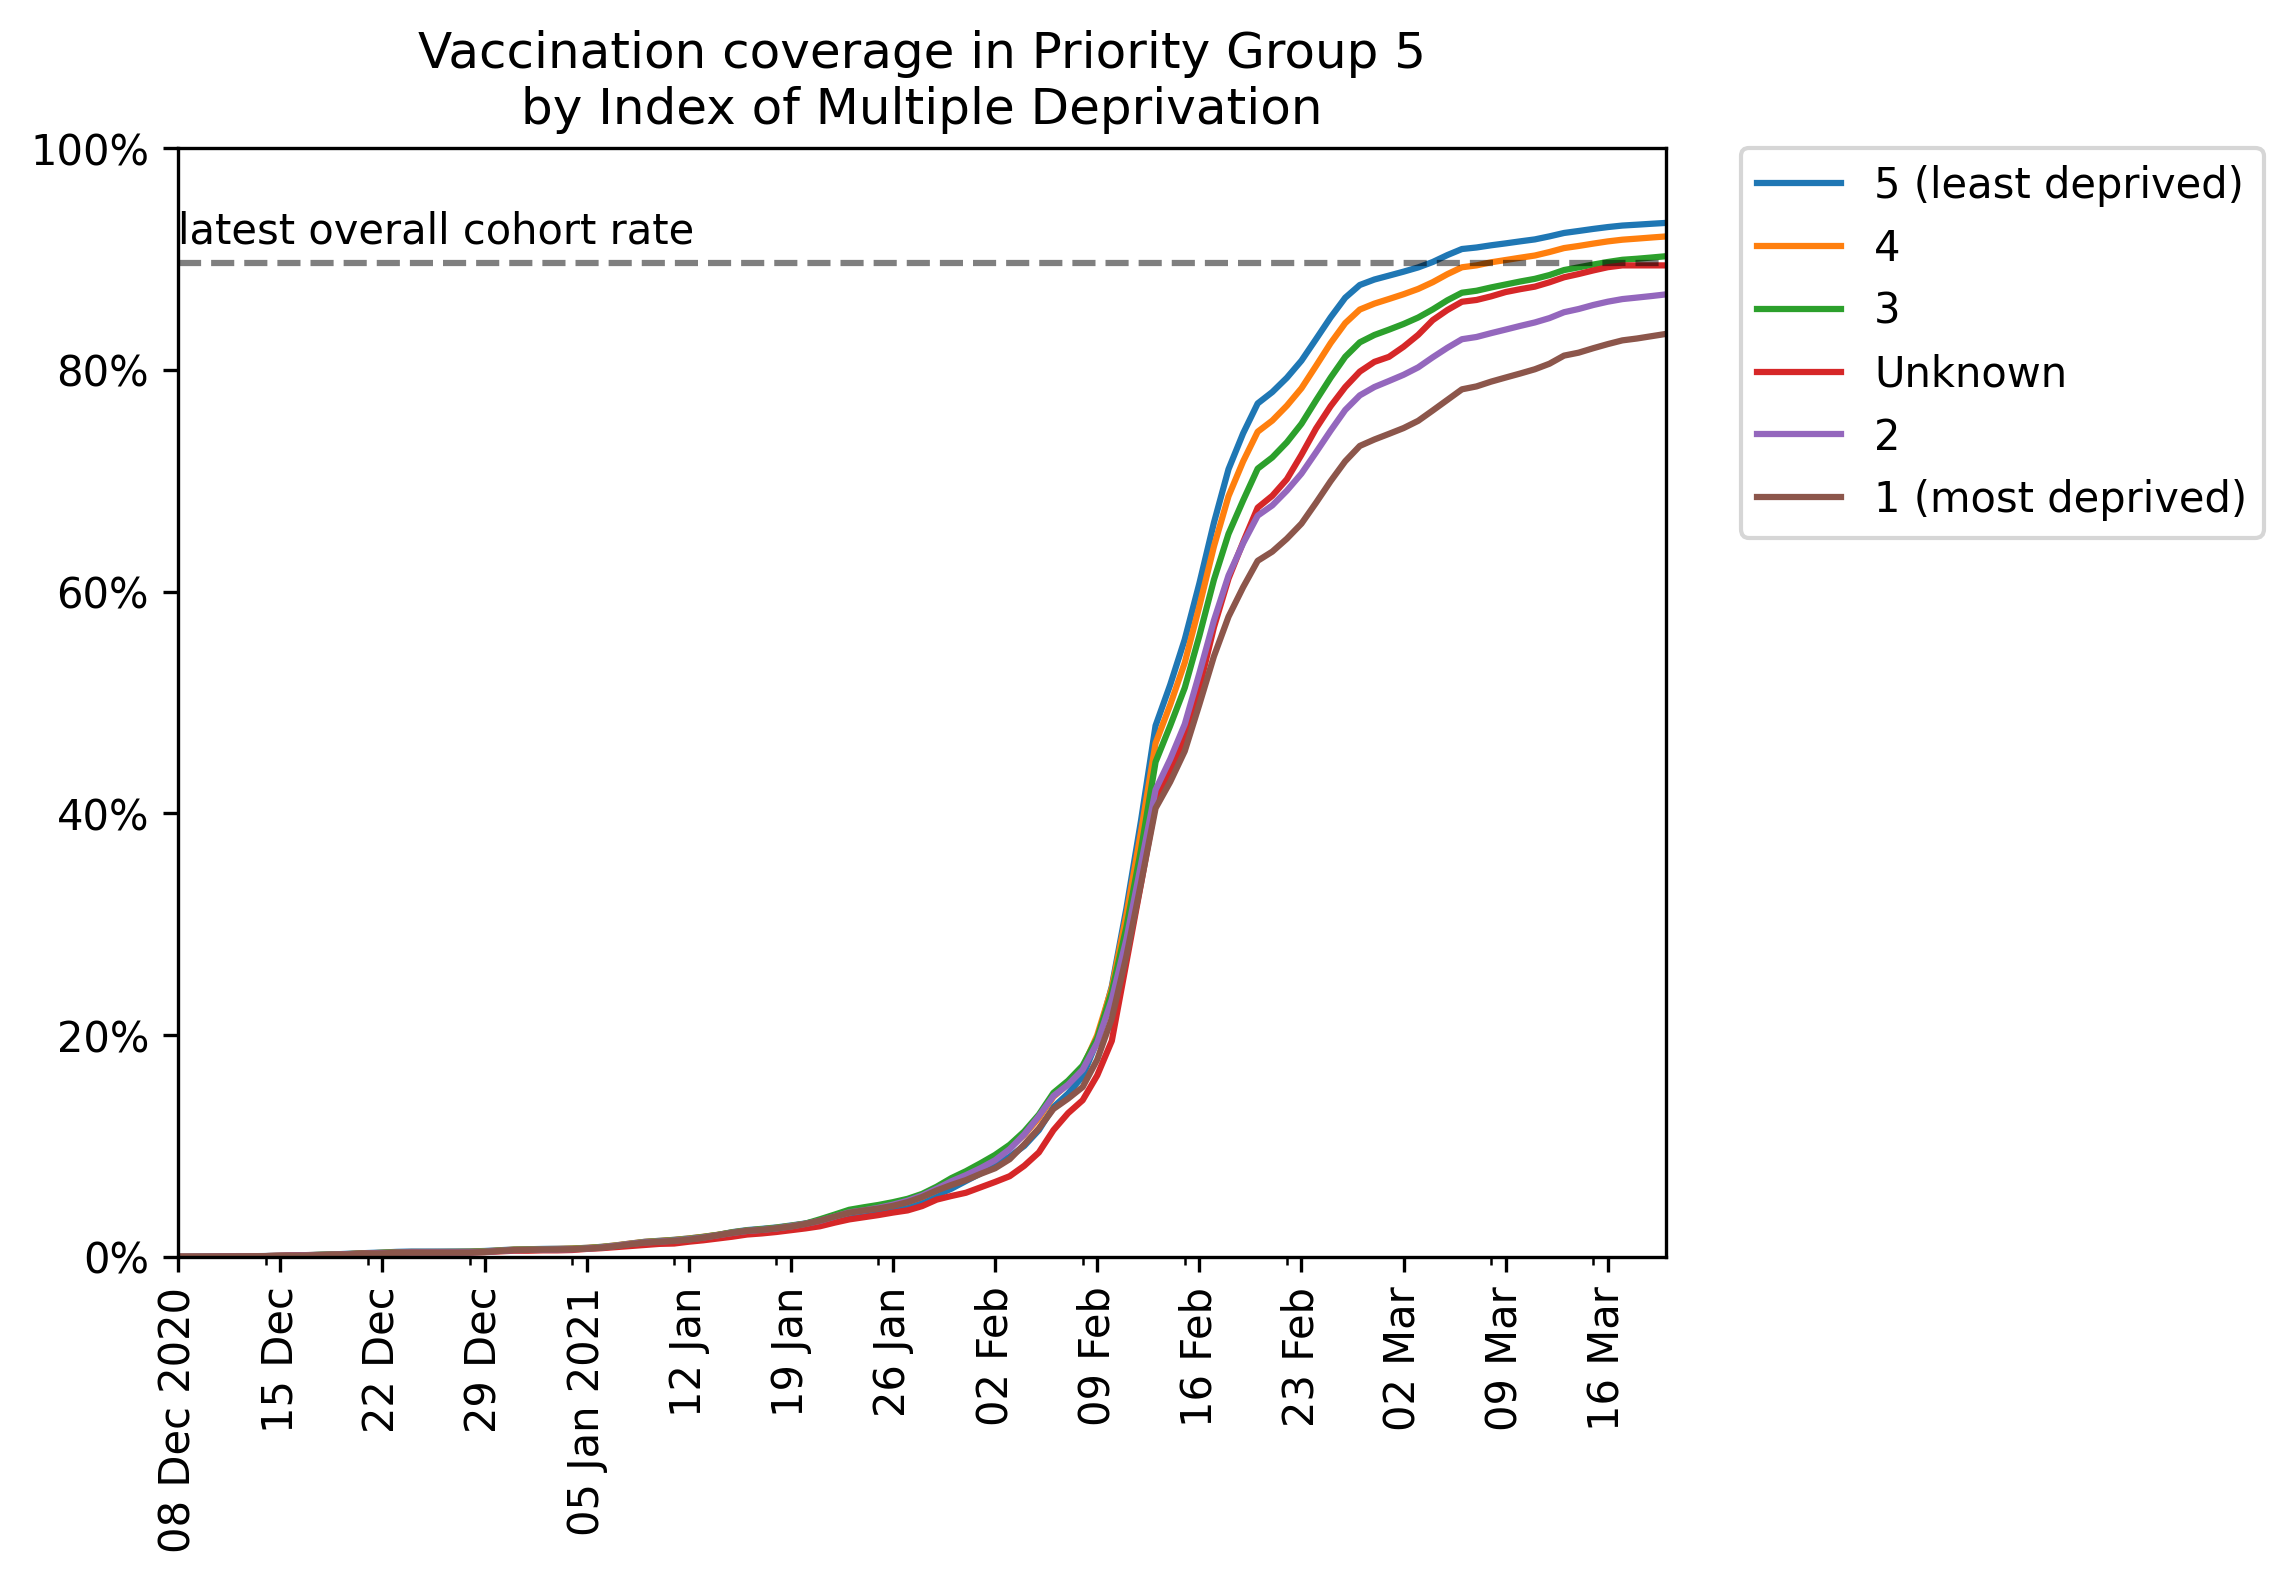 Vaccination coverage in Priority Group 5
by Index of Multiple Deprivation
100%
80%
60%
40%
20%
0%
latest overall cohort rate
5 (least deprived)
4
3
Unknown
2
1 (most deprived)
08 Dec 2020
15 Dec
22 Dec
29 Dec
05 Jan 2021
12 Jan
19 Jan
26 Jan
02 Feb
09 Feb
16 Feb
23 Feb
02 Mar
09 Mar
16 Mar